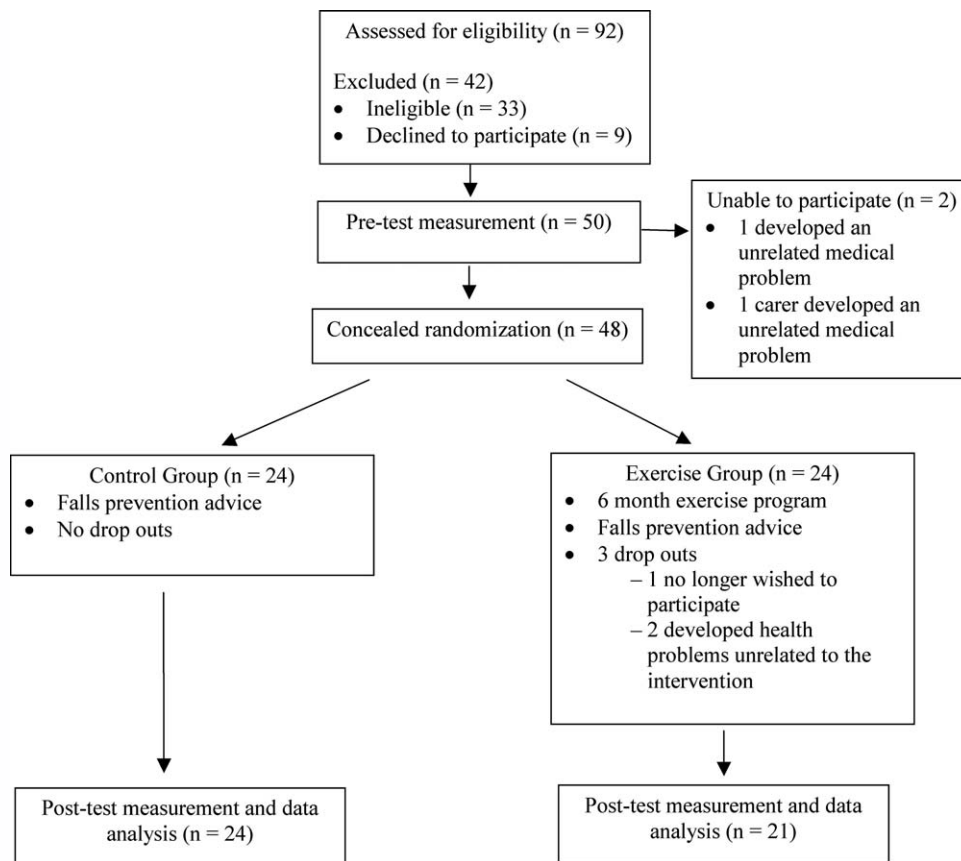 Assessed for eligibility (n = 92)
Excluded (n = 42)
• Ineligible (n = 33)
• Declined to participate (n = 9)
Pre-test measurement (n = 50)
Unable to participate (n = 2)
• 1 developed an
unrelated medical
problem
• 1 carer developed an
unrelated medical
problem
Concealed randomization (n = 48)
Control Group (n = 24)
• Falls prevention advice
• No drop outs
Exercise Group (n = 24)
• 6 month exercise program
• Falls prevention advice
• 3 drop outs
– 1 no longer wished to
participate
– 2 developed health
problems unrelated to the
intervention
Post-test measurement and data
analysis (n = 24)
Post-test measurement and data
analysis (n = 21)